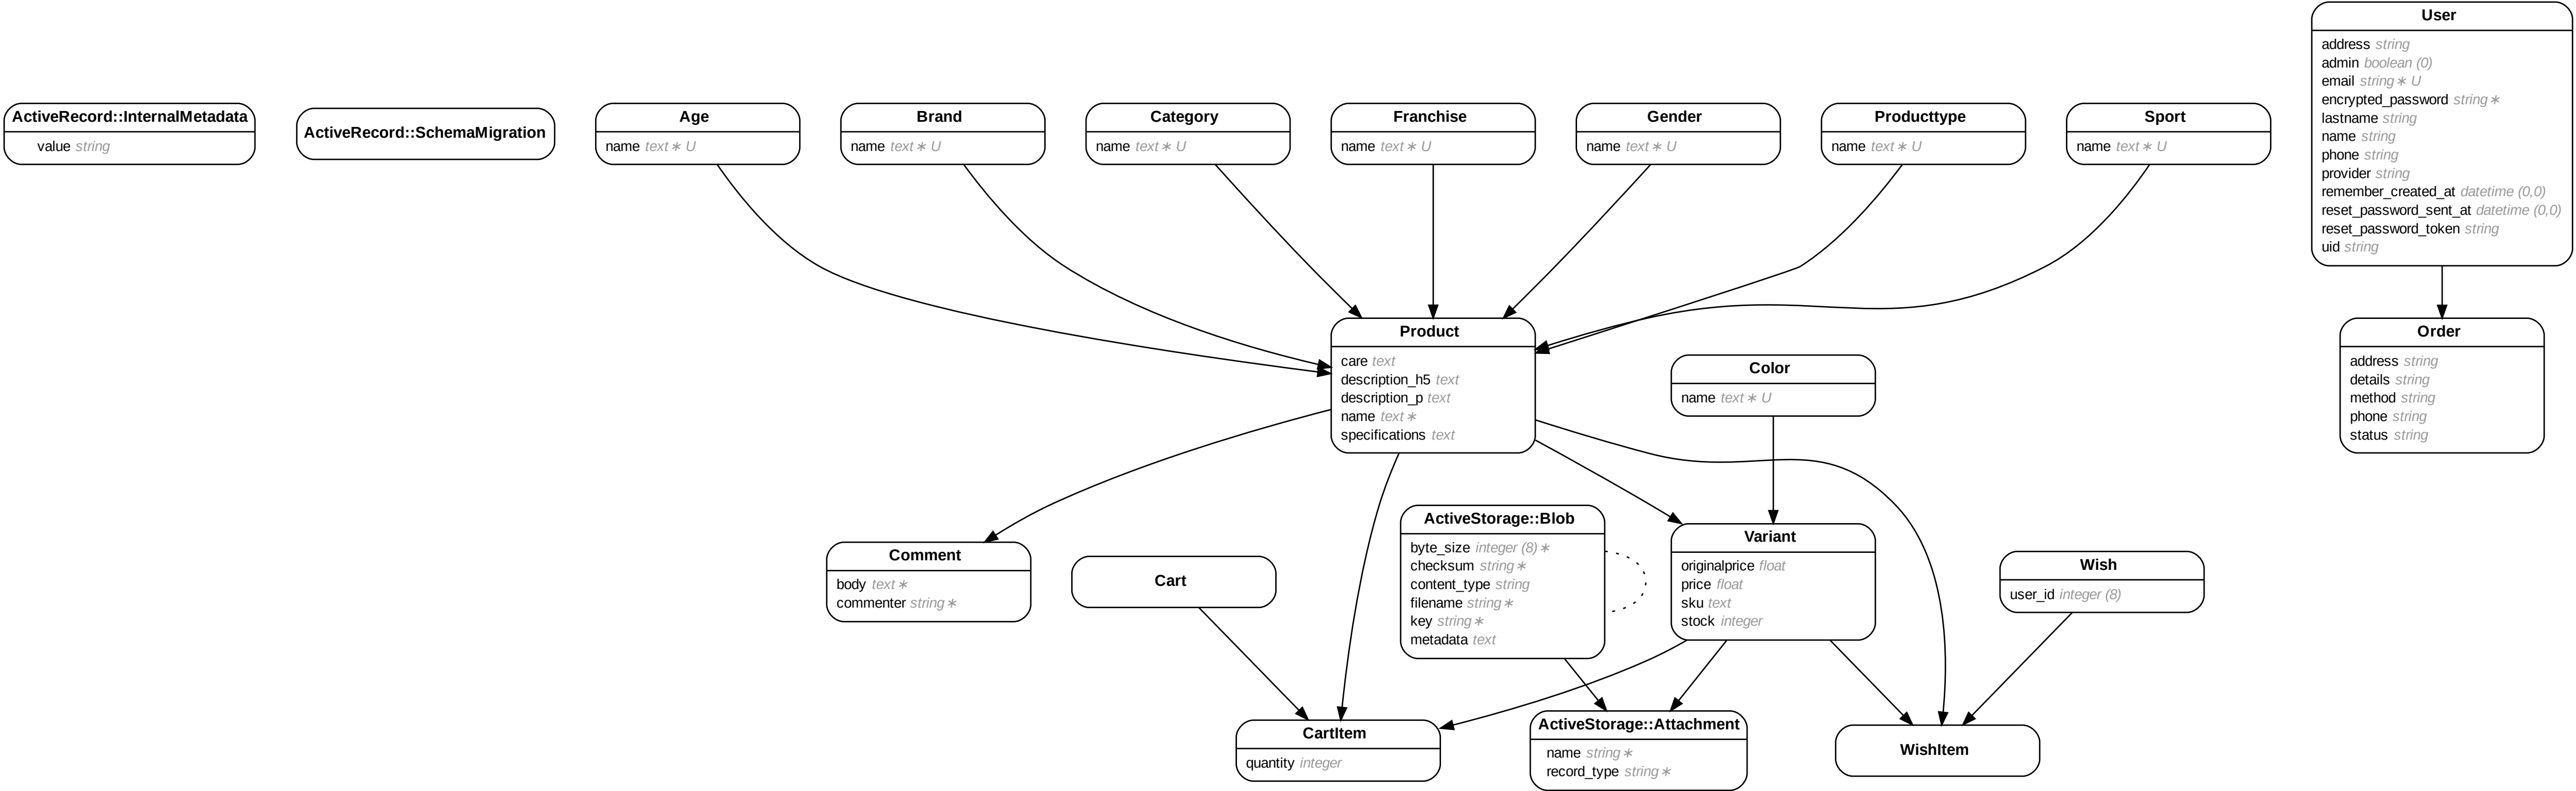 ActiveRecord::InternalMetadata
value string
ActiveRecord::SchemaMigration
Age
name text ∗ U
Brand
name text ∗ U
Category
name text ∗ U
Franchise
name text ∗ U
Gender
name text ∗ U
Producttype
name text ∗ U
Sport
name text ∗ U
User
address string
admin boolean (0)
email string ∗ U
encrypted_password string ∗
lastname string
name string
phone string
provider string
remember_created_at datetime (0,0)
reset_password_sent_at datetime (0,0)
reset_password_token string
uid string
Product
care text
description_h5 text
description_p text
name text ∗
specifications text
Color
name text ∗ U
Order
address string
details string
method string
phone string
status string
Comment
body text ∗
commenter string ∗
Cart
ActiveStorage::Blob
byte_size integer (8) ∗
checksum string ∗
content_type string
filename string ∗
key string ∗
metadata text
Variant
originalprice float
price float
sku text
stock integer
Wish
user_id integer (8)
CartItem
quantity integer
ActiveStorage::Attachment
name string ∗
record_type string ∗
WishItem